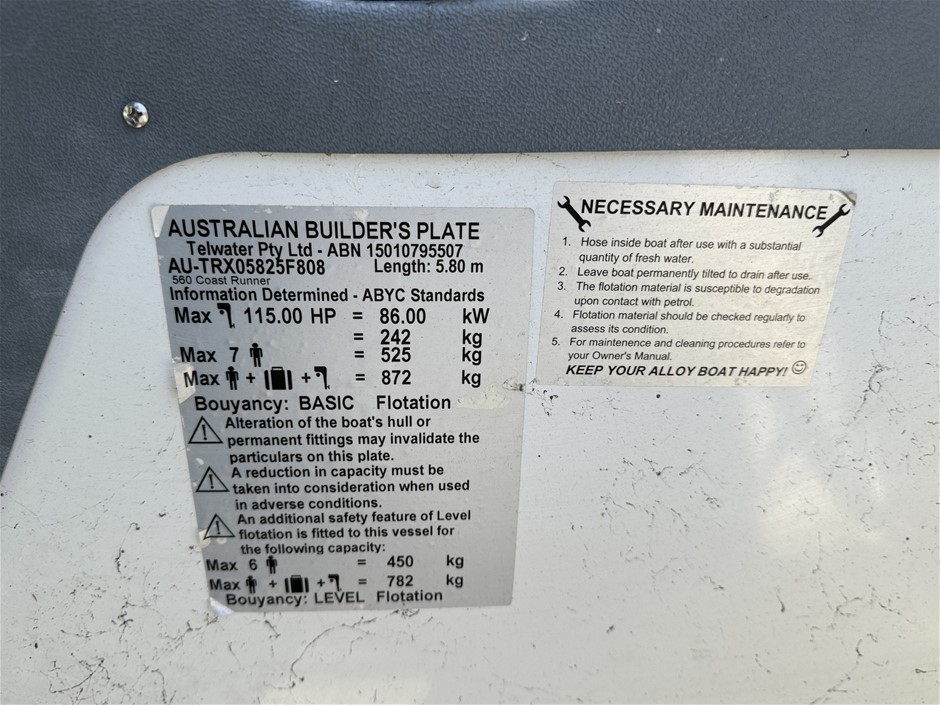 AUSTRALIAN BUILDER'S PLATE
Telwater Pty Ltd - ABN 15010795507
AU-TRX05825F808 Length: 5.80 m
560 Coast Runner
Information Determined - ABYC Standards
Max 115.00 HP = 86.00 kW
= 242 kg
Max 7 = 525 kg
Max + + = 872 kg
Bouyancy: BASIC Flotation
Alteration of the boat's hull or
permanent fittings may invalidate the
particulars on this plate.
A reduction in capacity must be
taken into consideration when used
in adverse conditions.
An additional safety feature of Level
flotation is fitted to this vessel for
the following capacity:
Max 6 = 450 kg
Max + + = 782 kg
Bouyancy: LEVEL Flotation
NECESSARY MAINTENANCE
1. Hose inside boat after use with a substantial
quantity of fresh water.
2. Leave boat permanently tilted to drain after use.
3. The flotation material is susceptible to degradation
upon contact with petrol.
4. Flotation material should be checked regularly to
assess its condition.
5. For maintenence and cleaning procedures refer to
your Owner's Manual.
KEEP YOUR ALLOY BOAT HAPPY!